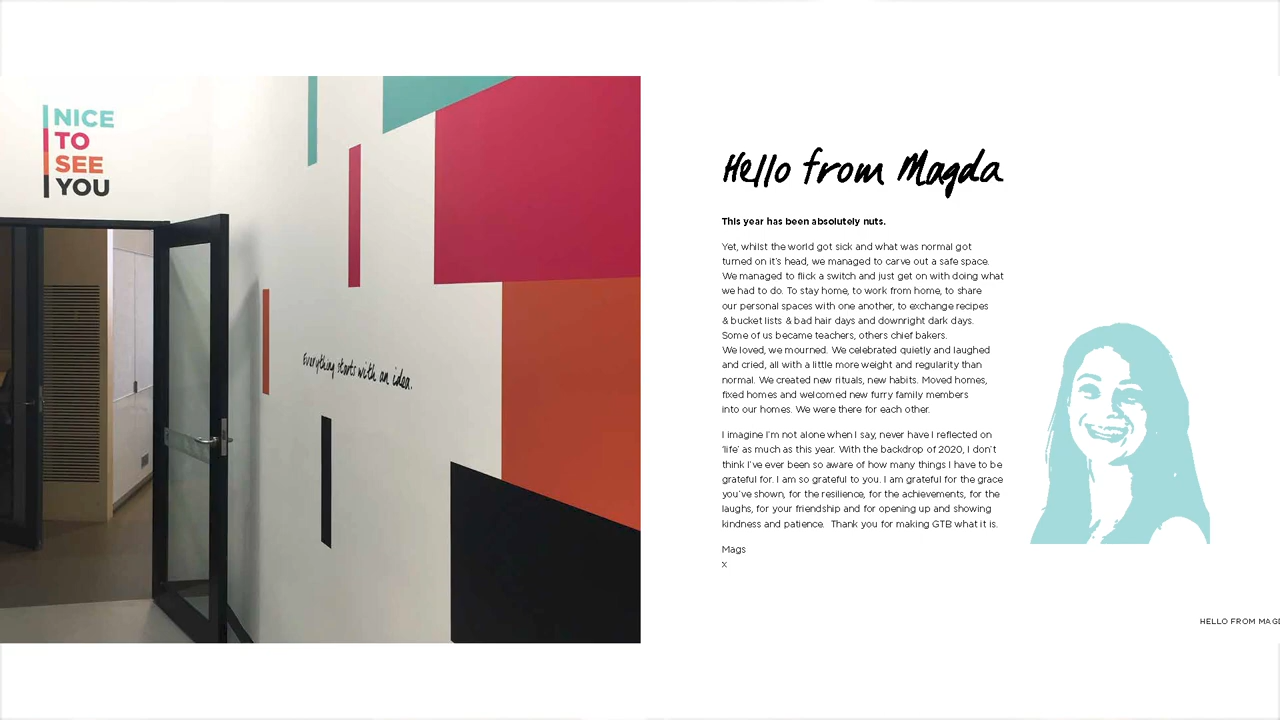 NICE
TO
SEE
YOU
Everything starts with an idea.
Hello from Magda
This year has been absolutely nuts.
Yet, whilst the world got sick and what was normal got
turned on it's head, we managed to carve out a safe space.
We managed to flick a switch and just get on with doing what
we had to do. To stay home, to work from home, to share
our personal spaces with one another, to exchange recipes
& bucket lists & bad hair days and downright dark days.
Some of us became teachers, others chief bakers.
We loved, we mourned. We celebrated quietly and laughed
and cried, all with a little more weight and regularity than
normal. We created new rituals, new habits. Moved homes,
fixed homes and welcomed new furry family members
into our homes. We were there for each other.
I imagine I'm not alone when I say, never have I reflected on
'life' as much as this year. With the backdrop of 2020, I don't
think I've ever been so aware of how many things I have to be
grateful for. I am so grateful to you. I am grateful for the grace
you've shown, for the resilience, for the achievements, for the
laughs, for your friendship and for opening up and showing
kindness and patience. Thank you for making GTB what it is.
Mags
x
HELLO FROM MAGD